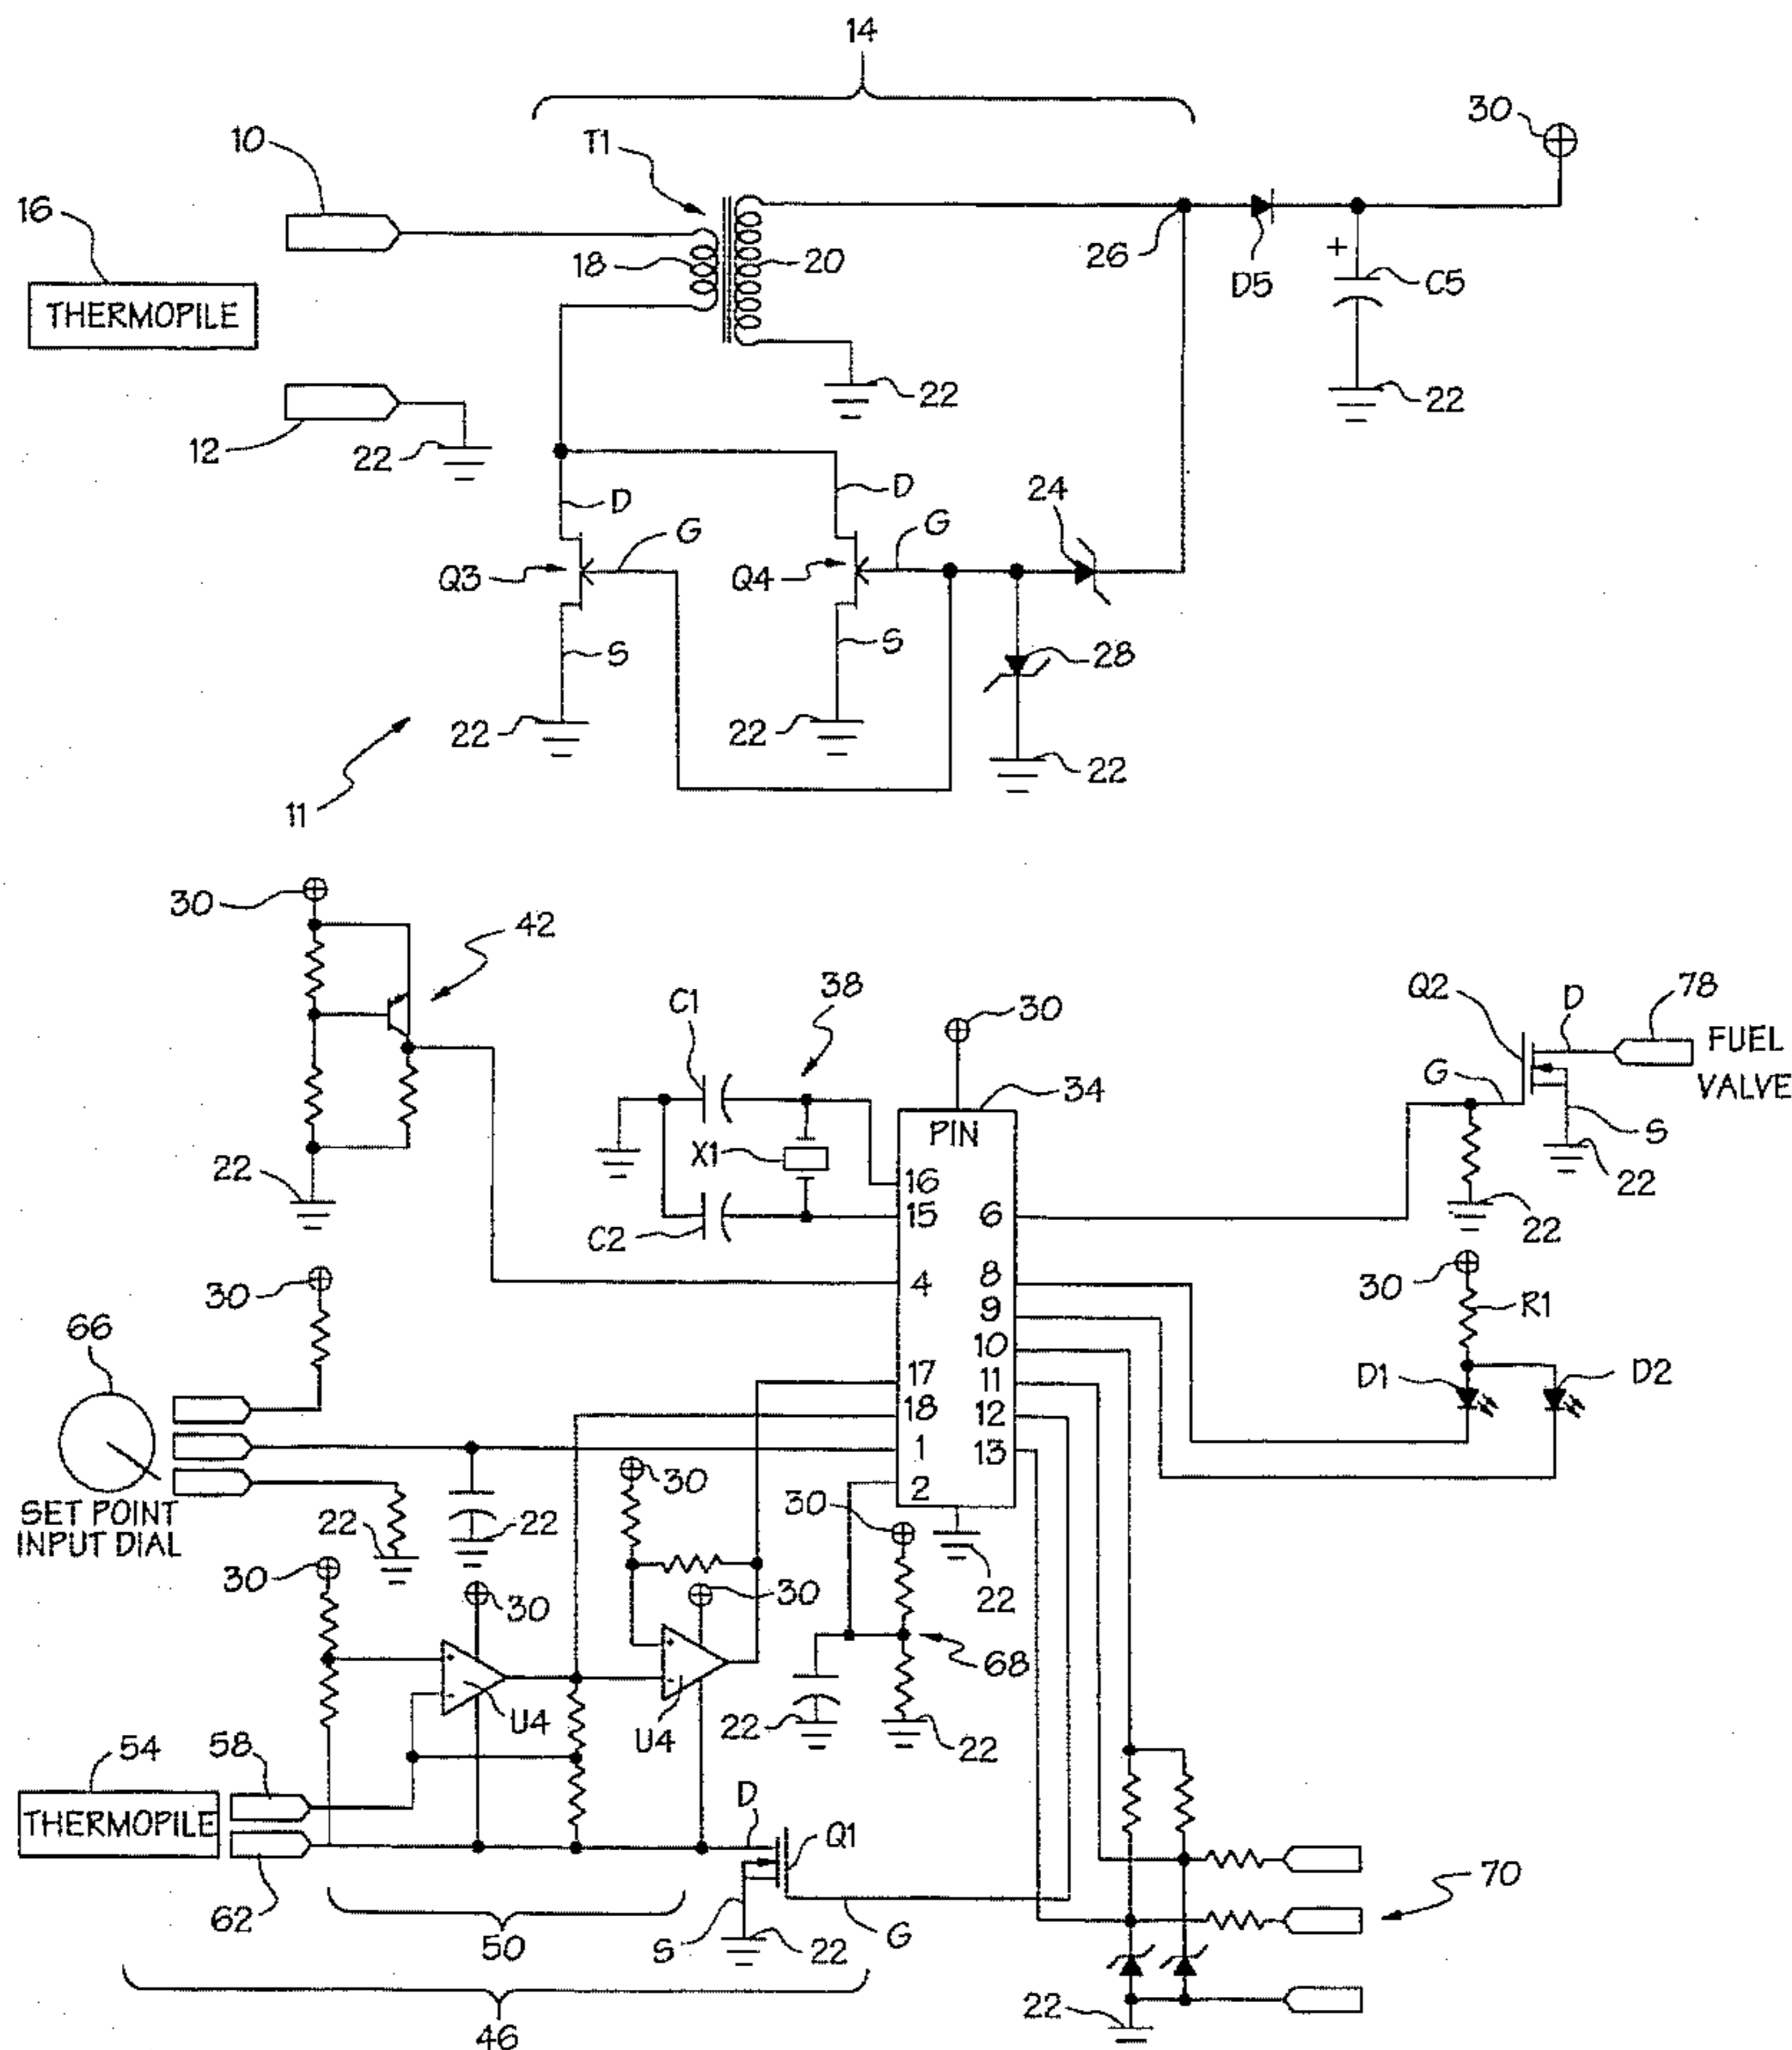 14
30
10
T1
16
THERMOPILE
18
20
26
D5
+
C5
22
22
12
22
D
D
24
G
G
Q3
Q4
S
S
28
22
22
22
11
30
42
38
C1
30
Q2
D
78
FUEL
VALVE
34
PIN
G
S
X1
22
16
22
15
6
C2
22
30
4
8
30
R1
9
66
10
17
11
D1
D2
18
12
1
13
2
30
SET POINT
INPUT DIAL
22
22
30
30
30
22
30
+
-
U4
+
-
U4
68
22
22
54
58
THERMOPILE
D
Q1
70
62
50
S
22
G
22
46